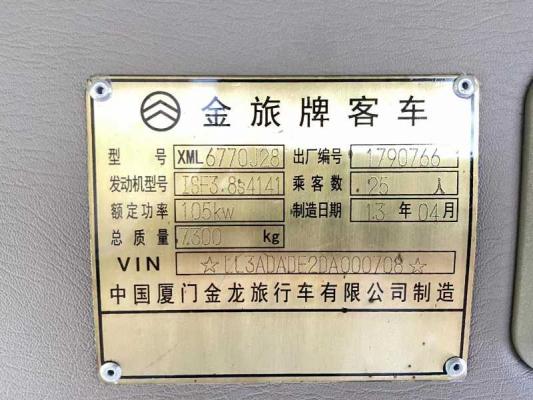 金旅牌客车
型号 XML6770J28 出厂编号 1790766
发动机型号 ISF3.8s4141 乘客数 25 人
额定功率 105kw 制造日期 13 年 04 月
总质量 7300 kg
VIN ☆LL3ADADE2DA000708☆
中国厦门金龙旅行车有限公司制造